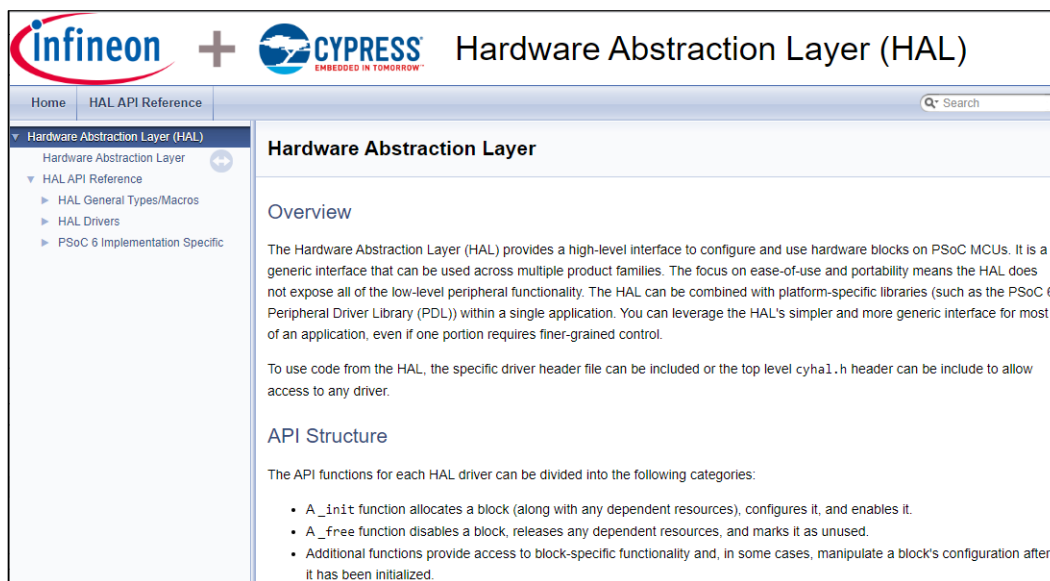 infineon + CYPRESS Hardware Abstraction Layer (HAL)
EMBEDDED IN TOMORROW™
Home HAL API Reference Search
Hardware Abstraction Layer (HAL)
Hardware Abstraction Layer
HAL API Reference
HAL General Types/Macros
HAL Drivers
PSoC 6 Implementation Specific
Hardware Abstraction Layer
Overview
The Hardware Abstraction Layer (HAL) provides a high-level interface to configure and use hardware blocks on PSoC MCUs. It is a
generic interface that can be used across multiple product families. The focus on ease-of-use and portability means the HAL does
not expose all of the low-level peripheral functionality. The HAL can be combined with platform-specific libraries (such as the PSoC 6
Peripheral Driver Library (PDL)) within a single application. You can leverage the HAL's simpler and more generic interface for most
of an application, even if one portion requires finer-grained control.
To use code from the HAL, the specific driver header file can be included or the top level cyhal.h header can be include to allow
access to any driver.
API Structure
The API functions for each HAL driver can be divided into the following categories:
• A _init function allocates a block (along with any dependent resources), configures it, and enables it.
• A _free function disables a block, releases any dependent resources, and marks it as unused.
• Additional functions provide access to block-specific functionality and, in some cases, manipulate a block's configuration after
it has been initialized.